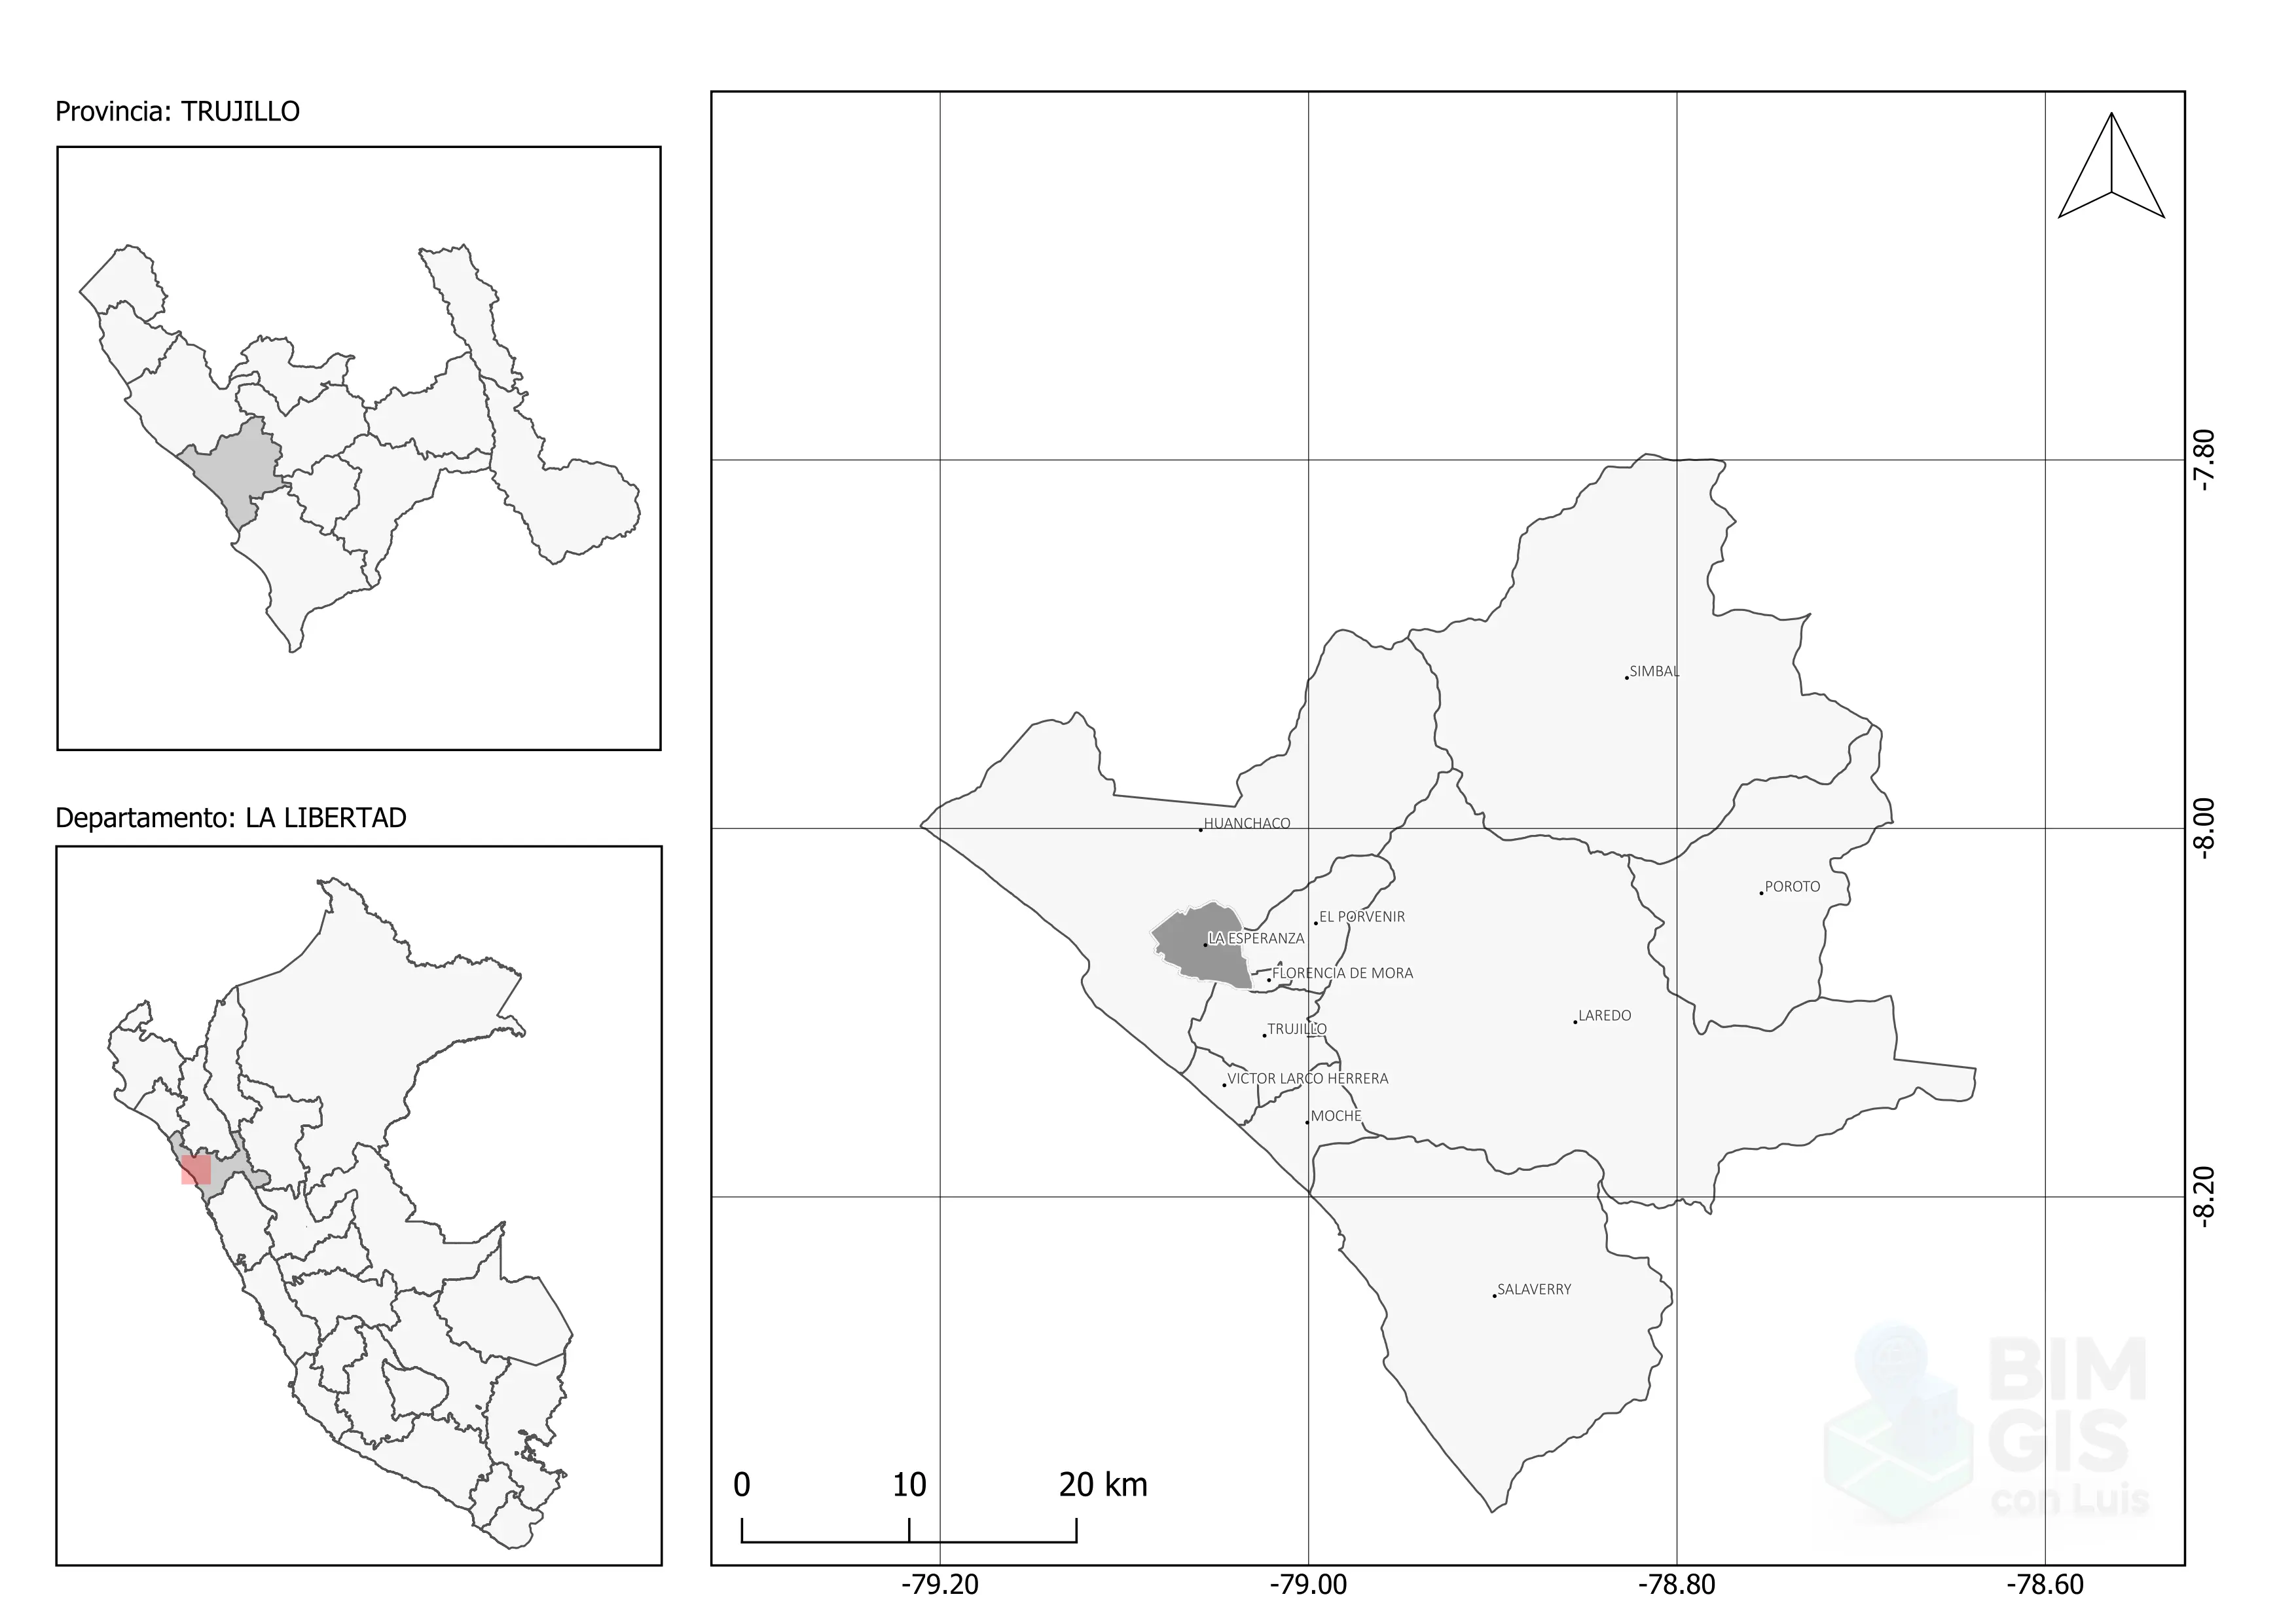 Provincia: TRUJILLO
Departamento: LA LIBERTAD
-7.80
SIMBAL
-8.00
HUANCHACO
POROTO
EL PORVENIR
LA ESPERANZA
FLORENCIA DE MORA
LAREDO
TRUJILLO
VICTOR LARCO HERRERA
MOCHE
-8.20
SALAVERRY
BIM
GIS
con Luis
0 10 20 km
-79.20 -79.00 -78.80 -78.60